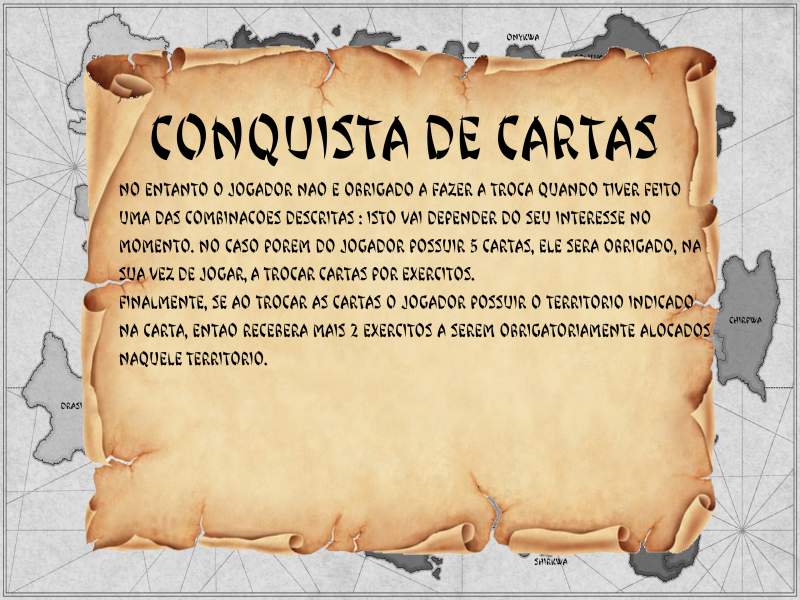 ONYKWA
CONQUISTA DE CARTAS
NO ENTANTO O JOGADOR NAO E OBRIGADO A FAZER A TROCA QUANDO TIVER FEITO
UMA DAS COMBINACOES DESCRITAS : ISTO VAI DEPENDER DO SEU INTERESSE NO
MOMENTO. NO CASO POREM DO JOGADOR POSSUIR 5 CARTAS, ELE SERA OBRIGADO, NA
SUA VEZ DE JOGAR, A TROCAR CARTAS POR EXERCITOS.
FINALMENTE, SE AO TROCAR AS CARTAS O JOGADOR POSSUIR O TERRITORIO INDICADO
NA CARTA, ENTAO RECEBERA MAIS 2 EXERCITOS A SEREM OBRIGATORIAMENTE ALOCADOS
NAQUELE TERRITORIO.
CHIRPWA
SHIRKWA